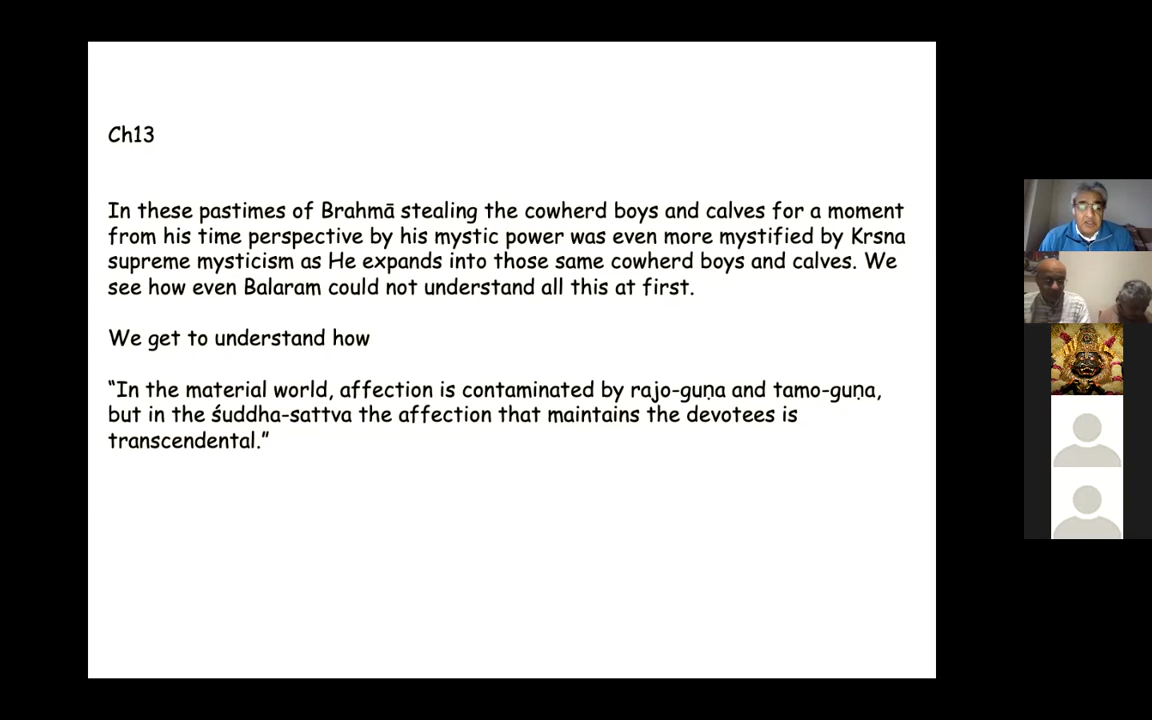 Ch13
In these pastimes of Brahmā stealing the cowherd boys and calves for a moment
from his time perspective by his mystic power was even more mystified by Krsna
supreme mysticism as He expands into those same cowherd boys and calves. We
see how even Balaram could not understand all this at first.
We get to understand how
“In the material world, affection is contaminated by rajo-guṇa and tamo-guṇa,
but in the śuddha-sattva the affection that maintains the devotees is
transcendental.”